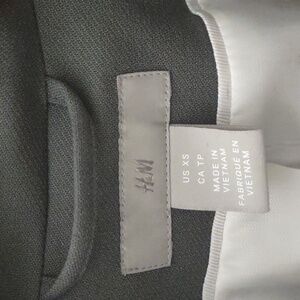 H&M
US XS
CA TP
MADE IN
VIETNAM
FABRIQUÉ EN
VIETNAM